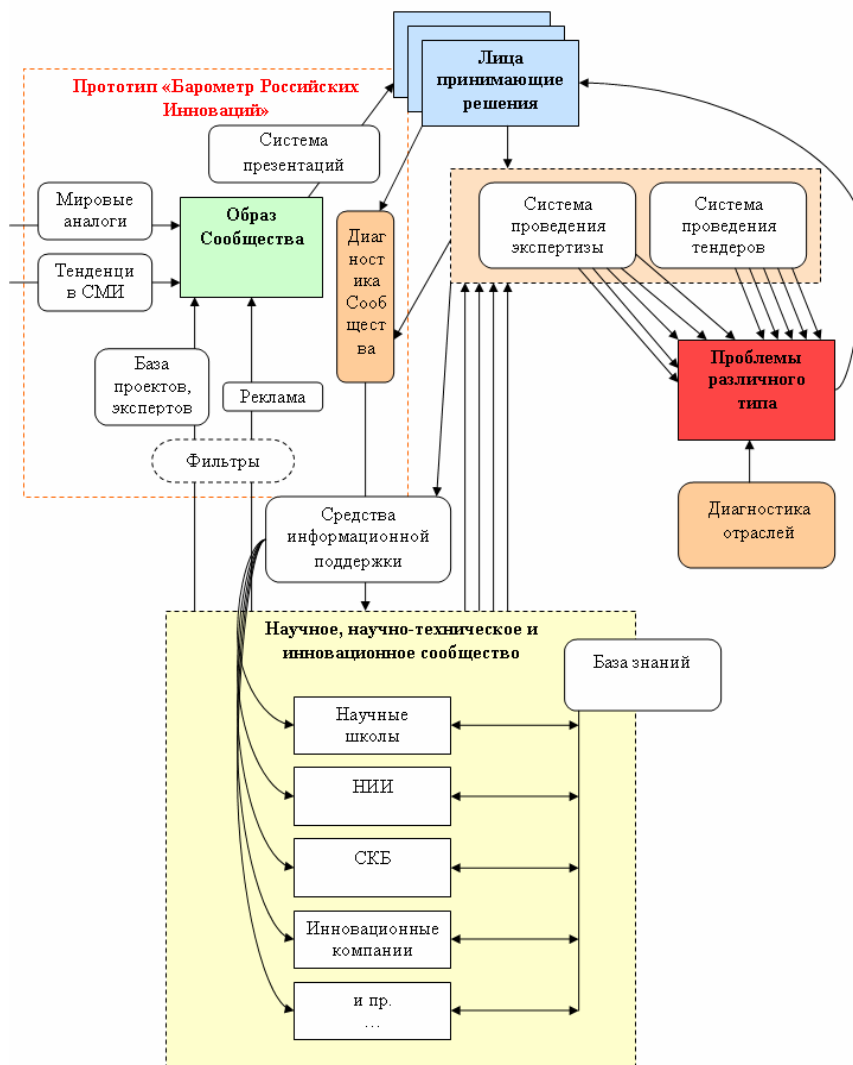 Лица
принимающие
решения
Прототип «Барометр Российских
Инноваций»
Система
презентаций
Мировые
аналоги
Образ
Сообщества
Тенденци
в СМИ
Диаг
ност
ика
Сооб
щест
ва
Система
проведения
экспертизы
Система
проведения
тендеров
База
проектов,
экспертов
Реклама
Проблемы
различного
типа
Фильтры
Средства
информационной
поддержки
Диагностика
отраслей
Научное, научно-техническое и
инновационное сообщество
База знаний
Научные
школы
НИИ
СКБ
Инновационные
компании
и пр.
...